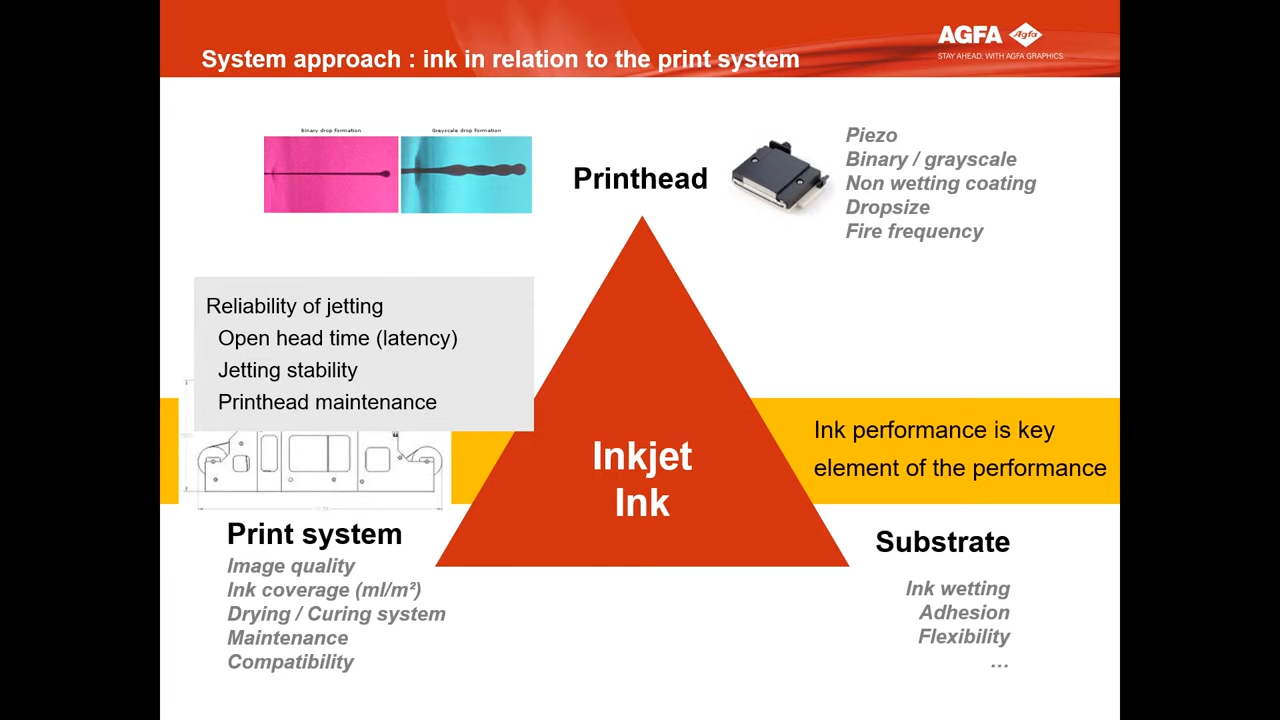 System approach : ink in relation to the print system
AGFA Agfa
STAY AHEAD. WITH AGFA GRAPHICS.
Binary drop formation
Greyscale drop formation
Printhead
Piezo
Binary / grayscale
Non wetting coating
Dropsize
Fire frequency
Reliability of jetting
Open head time (latency)
Jetting stability
Printhead maintenance
Inkjet
Ink
Ink performance is key
element of the performance
Print system
Image quality
Ink coverage (ml/m²)
Drying / Curing system
Maintenance
Compatibility
Substrate
Ink wetting
Adhesion
Flexibility
...